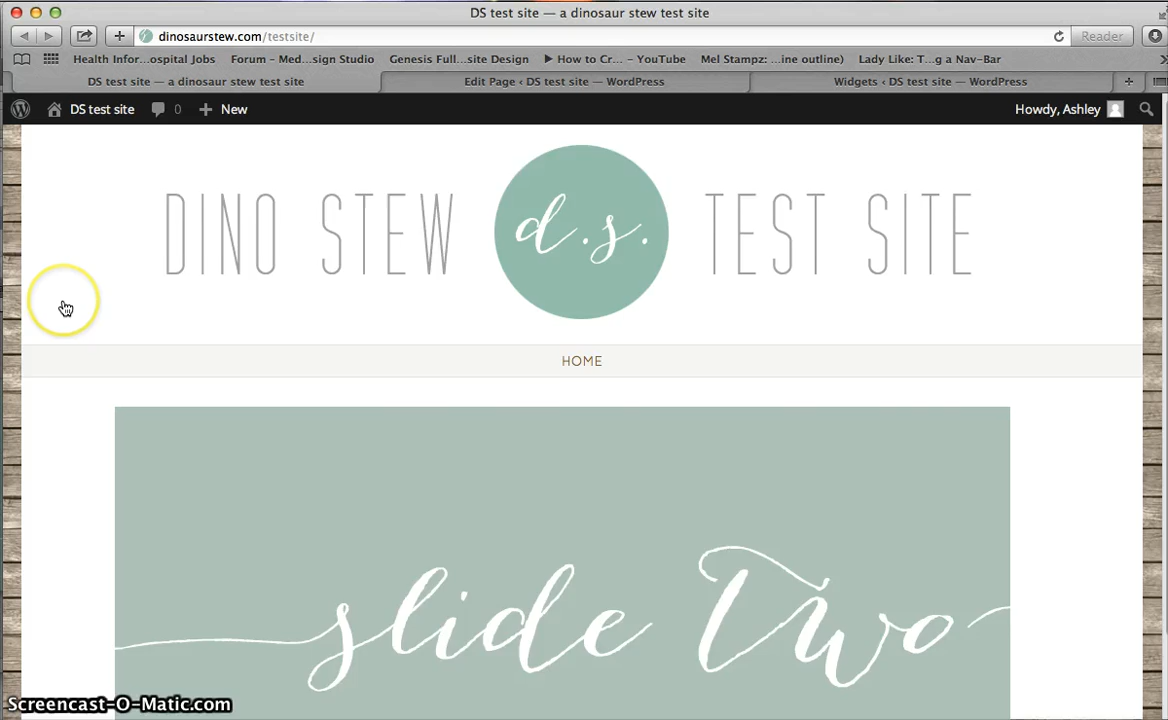 DS test site — a dinosaur stew test site
dinosaurstew.com/testsite/
Reader
Health Infor...ospital Jobs
Forum – Med...sign Studio
Genesis Full...site Design
How to Cr... – YouTube
Mel Stampz: ...ine outline)
Lady Like: T...g a Nav-Bar
DS test site — a dinosaur stew test site
Edit Page ‹ DS test site — WordPress
Widgets ‹ DS test site — WordPress
DS test site
0
New
Howdy, Ashley
DINO STEW d.s. TEST SITE
HOME
slide two
Screencast-O-Matic.com